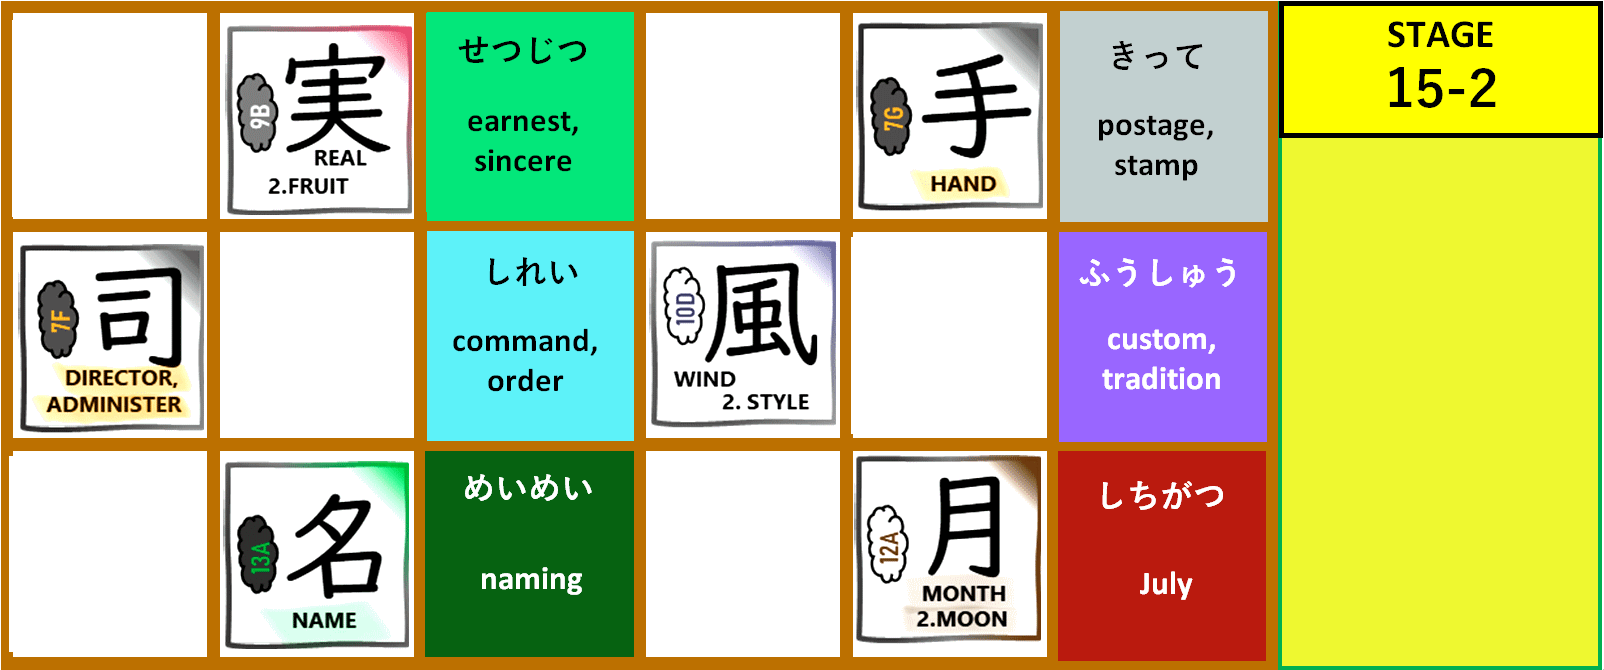 9B
実
REAL
2.FRUIT
せつじつ
earnest,
sincere
7G
手
HAND
きって
postage,
stamp
STAGE
15-2
7F
司
DIRECTOR,
ADMINISTER
しれい
command,
order
10D
風
WIND
2. STYLE
ふうしゅう
custom,
tradition
13A
名
NAME
めいめい
naming
12A
月
MONTH
2.MOON
しちがつ
July